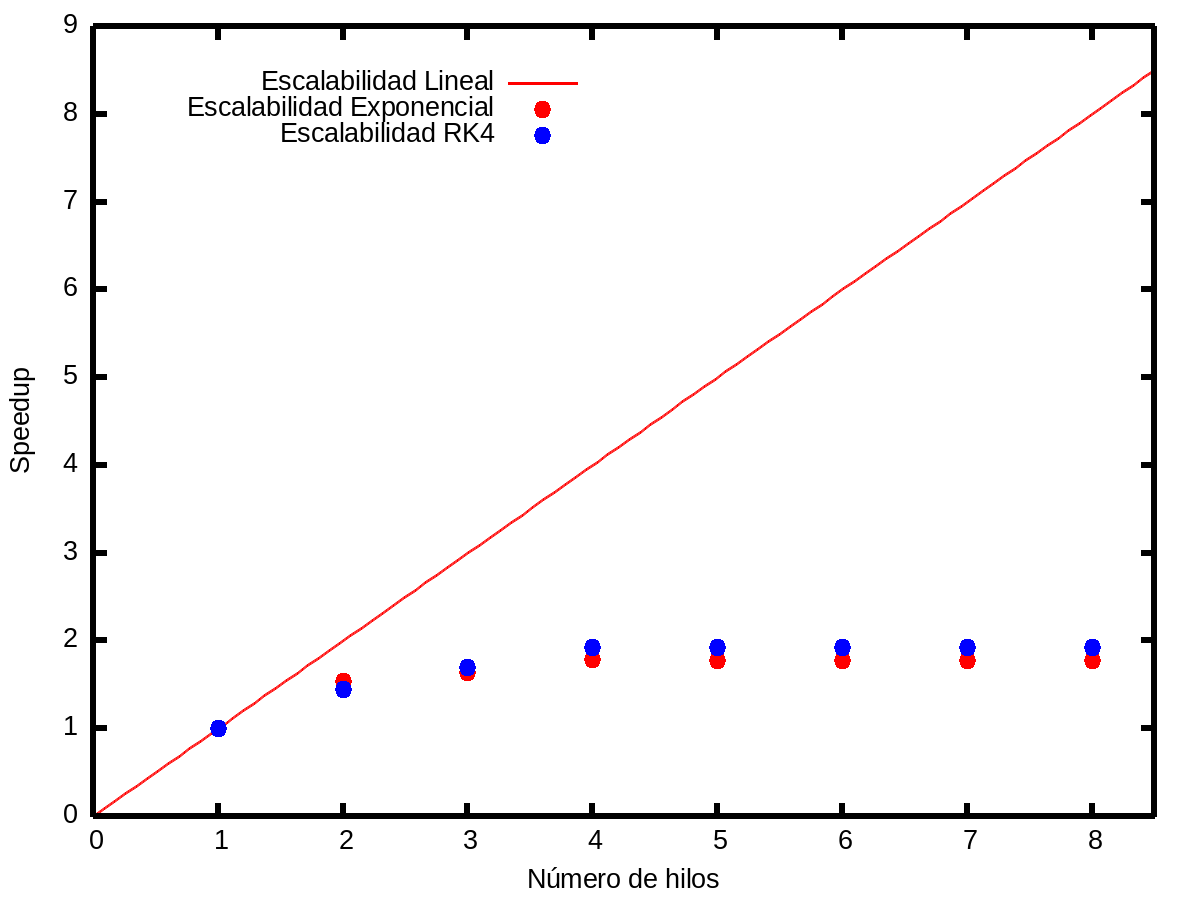 9
8
7
6
5
4
3
2
1
0
Speedup
Escalabilidad Lineal
Escalabilidad Exponencial
Escalabilidad RK4
0 1 2 3 4 5 6 7 8
Número de hilos